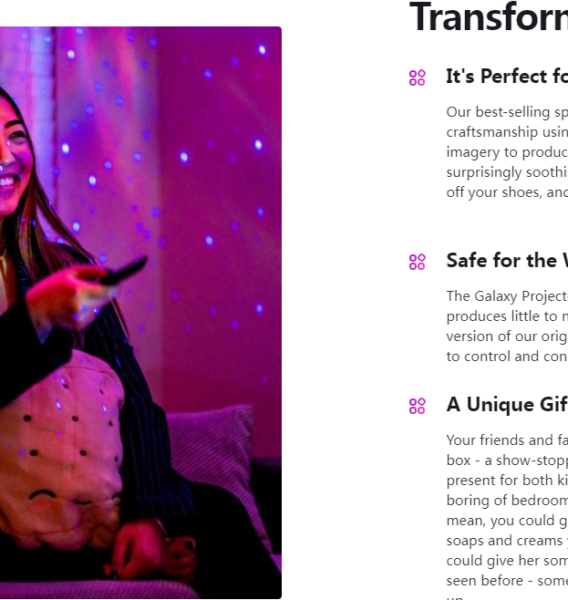 Transforn
It's Perfect fo
Our best-selling sp
craftsmanship usin
imagery to produc
surprisingly soothi
off your shoes, and
Safe for the
The Galaxy Project
produces little to n
version of our orig
to control and con
A Unique Gif
Your friends and fa
box - a show-stopp
present for both ki
boring of bedroom
mean, you could g
soaps and creams y
could give her som
seen before - some